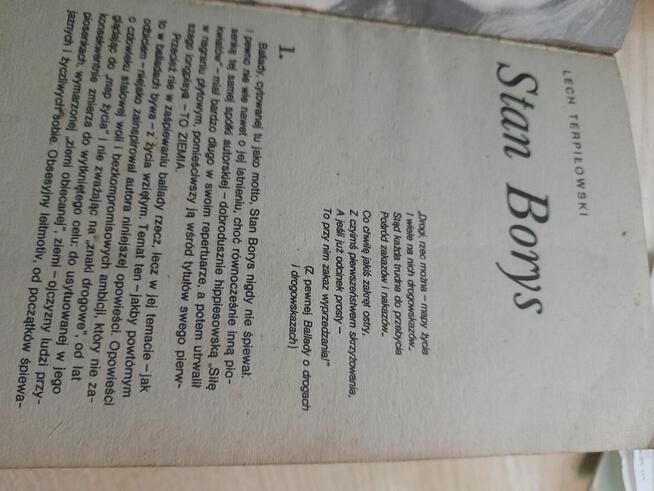 LECH TERPIŁOWSKI
Stan Borys
„Drogi, rzec można – mapy życia
I wiele na nich drogowskazów..
Stąd każda trudna do przebycia
Pośród zakazów i nakazów..
Co chwilę jakiś zakręt ostry,
Z czyimś pierwszeństwem skrzyżowania,
A jeśli już odcinek prosty –
To przy nim zakaz wyprzedzania!"
(Z pewnej Ballady o drogach
i drogowskazach)
1.
Ballady, cytowanej tu jako motto, Stan Borys nigdy nie śpiewał.
I pewno nie wie nawet o jej istnieniu, choć równocześnie inną pio-
senkę tej samej spółki autorskiej – dobrodusznie hippiesowską „Siłę
kwiatów" – miał bardzo długo w swoim repertuarze, a potem utrwalił
w nagraniu płytowym, pomieściwszy ją wśród tytułów swego pierw-
szego longplaya – TO ZIEMIA.
Przecież nie w zaśpiewaniu ballady rzecz, lecz w jej temacie – jak
to w balladach bywa – z życia wziętym. Temat ten – jakby powtórnym
odbiciem – niejako zainspirował autora niniejszej opowieści. Opowieści
o człowieku stalowej woli i bezkompromisowych ambicji, który nie za-
glądając do „map życia" i nie zważając na „znaki drogowe", od lat
konsekwentnie zmierza do wytkniętego celu: do usytuowanej w jego
piosenkach, wymarzonej „ziemi obiecanej", ziemi – ojczyzny ludzi przy-
jaznych i życzliwych sobie. Obsesyjny leitmotiv, od początków śpiewa-